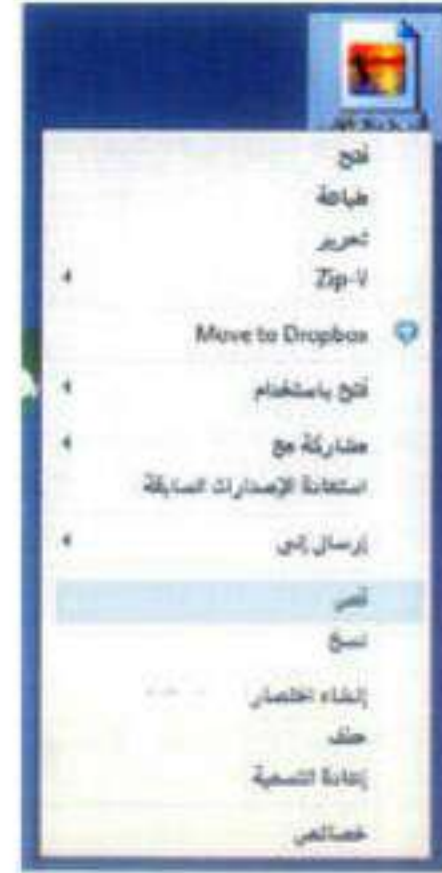 فتح
طباعة
تحرير
7-Zip
Move to Dropbox
فتح باستخدام
مشاركة مع
استعادة الإصدارات السابقة
إرسال إلى
قص
نسخ
إنشاء اختصار
حذف
إعادة التسمية
خصائص